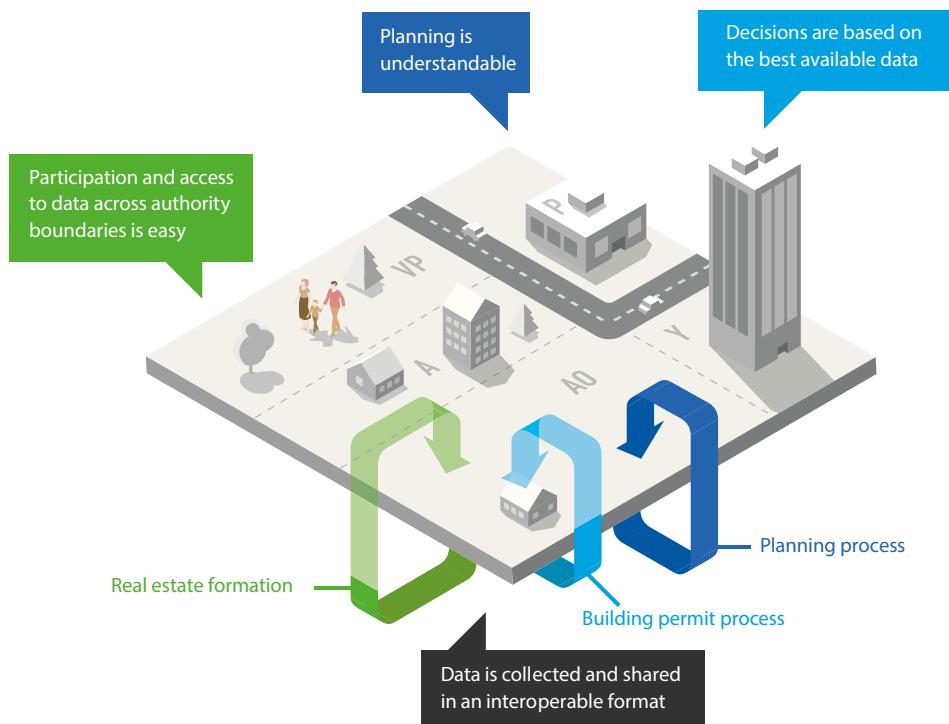 Planning is
understandable
Decisions are based on
the best available data
Participation and access
to data across authority
boundaries is easy
P
VP
A
AO
Y
Planning process
Real estate formation
Building permit process
Data is collected and shared
in an interoperable format